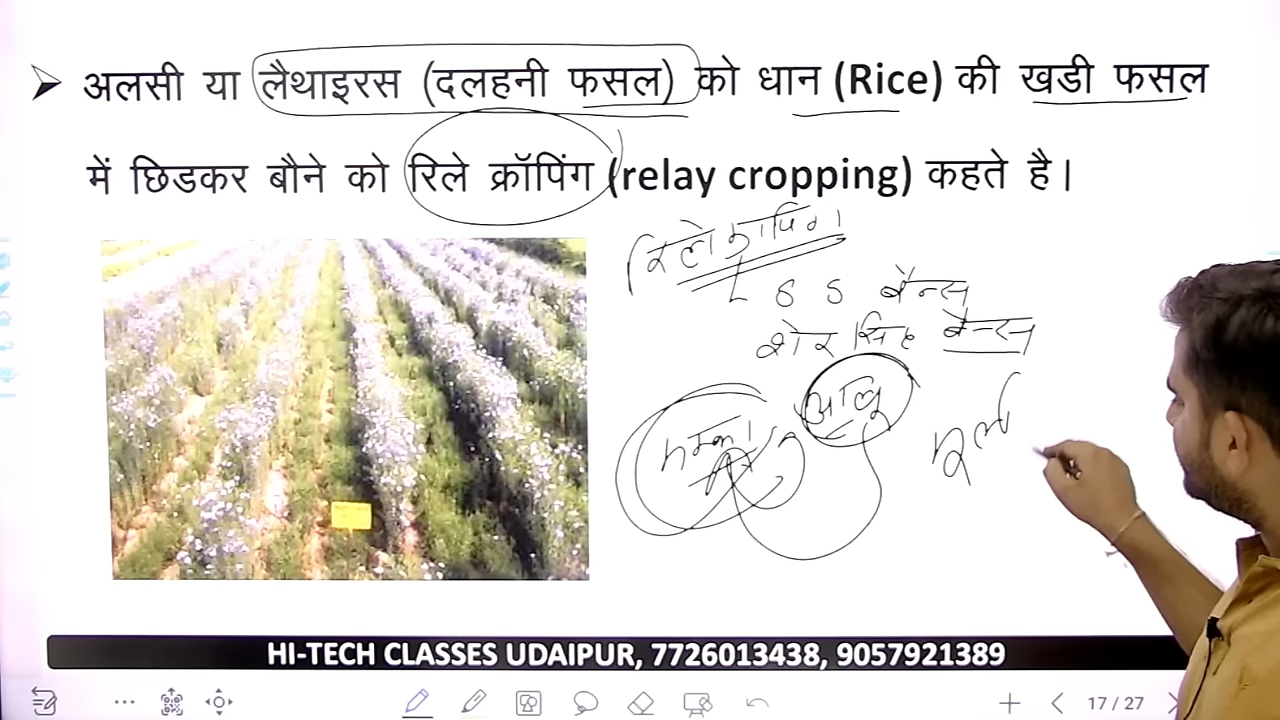 अलसी या लैथाइरस (दलहनी फसल) को धान (Rice) की खडी फसल
में छिडकर बौने को रिले क्रॉपिंग (relay cropping) कहते है।
S S बैन्स
शेर सिंह बैन्स
मक्का आलू
HI-TECH CLASSES UDAIPUR, 7726013438, 9057921389
17 / 27